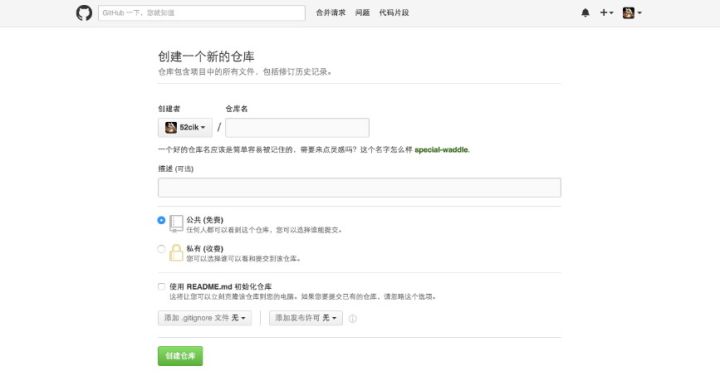 GitHub 一下，您就知道
合并请求 问题 代码片段
创建一个新的仓库
仓库包含项目中的所有文件，包括修订历史记录。
创建者 仓库名
52cik /
一个好的仓库名应该是简单容易被记住的，需要来点灵感吗？这个名字怎么样 special-waddle.
描述 (可选)
公共 (免费)
任何人都可以看到这个仓库，您可以选择谁能提交。
私有 (收费)
您可以选择谁可以看和提交到该仓库。
使用 README.md 初始化仓库
这将让您可以立刻克隆该仓库到您的电脑。如果您要提交已有的仓库，请忽略这个选项。
添加 .gitignore 文件 无 添加发布许可 无
创建仓库